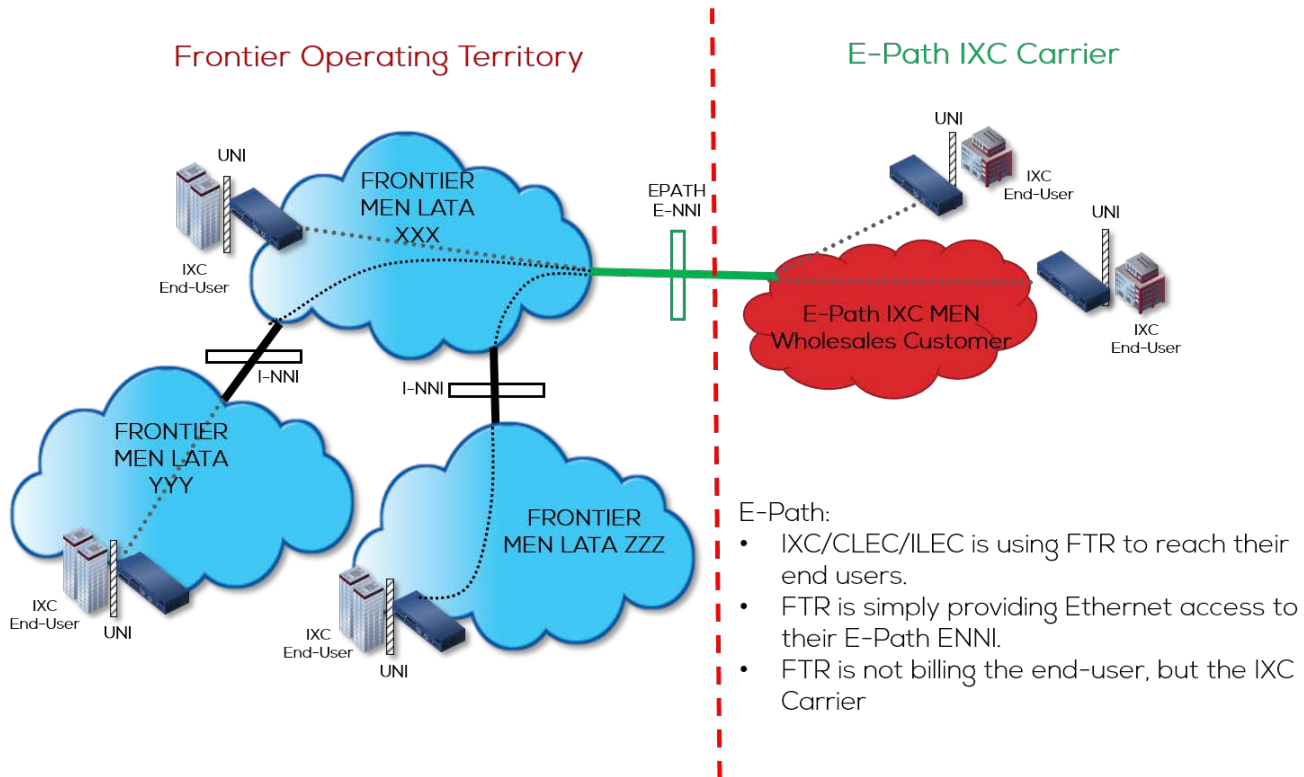 Frontier Operating Territory
E-Path IXC Carrier
UNI
IXC
End-User
FRONTIER
MEN LATA
XXX
EPATH
E-NNI
UNI
IXC
End-User
UNI
IXC
End-User
E-Path IXC MEN
Wholesales Customer
I-NNI
I-NNI
FRONTIER
MEN LATA
YYY
IXC
End-User
UNI
FRONTIER
MEN LATA ZZZ
IXC
End-User
UNI
E-Path:
• IXC/CLEC/ILEC is using FTR to reach their
end users.
• FTR is simply providing Ethernet access to
their E-Path ENNI.
• FTR is not billing the end-user, but the IXC
Carrier